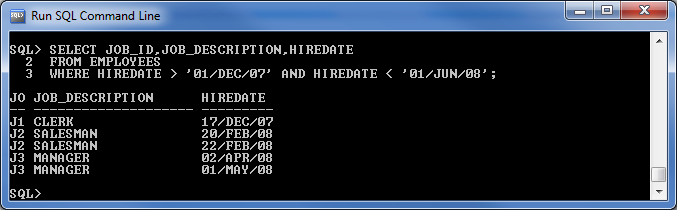 Run SQL Command Line
SQL> SELECT JOB_ID,JOB_DESCRIPTION,HIREDATE
2 FROM EMPLOYEES
3 WHERE HIREDATE > '01/DEC/07' AND HIREDATE < '01/JUN/08';
JO JOB_DESCRIPTION HIREDATE
-- -------------------- ---------
J1 CLERK 17/DEC/07
J2 SALESMAN 20/FEB/08
J2 SALESMAN 22/FEB/08
J3 MANAGER 02/APR/08
J3 MANAGER 01/MAY/08
SQL>